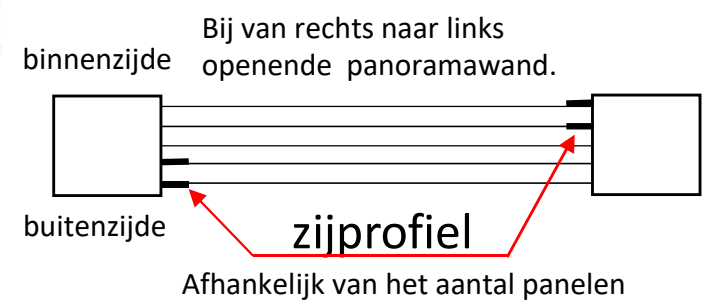 Bij van rechts naar links
binnenzijde
openende panoramawand.
buitenzijde
zijprofiel
Afhankelijk van het aantal panelen